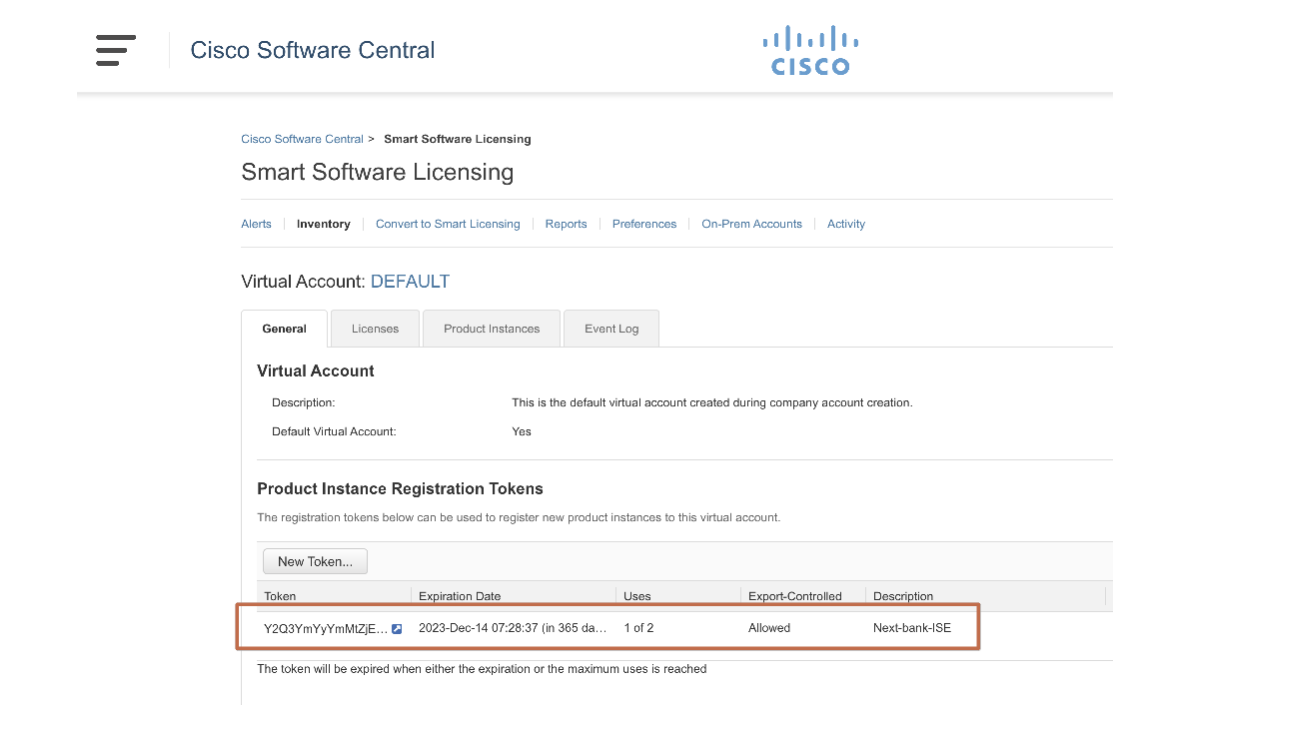 Cisco Software Central
CISCO
Cisco Software Central > Smart Software Licensing
Smart Software Licensing
Alerts Inventory Convert to Smart Licensing Reports Preferences On-Prem Accounts Activity
Virtual Account: DEFAULT
General Licenses Product Instances Event Log
Virtual Account
Description: This is the default virtual account created during company account creation.
Default Virtual Account: Yes
Product Instance Registration Tokens
The registration tokens below can be used to register new product instances to this virtual account.
New Token...
Token Expiration Date Uses Export-Controlled Description
Y2Q3YmYyYmMtZjE... 2023-Dec-14 07:28:37 (in 365 da... 1 of 2 Allowed Next-bank-ISE
The token will be expired when either the expiration or the maximum uses is reached